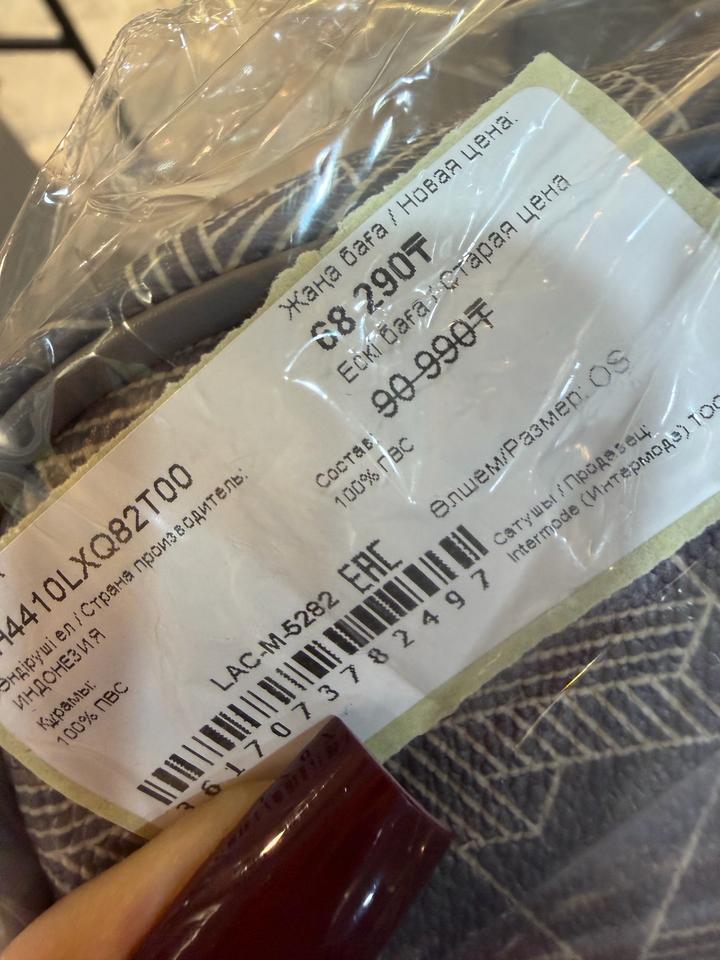 Жаңа баға / Новая цена:
68 290₸
Ескі баға / Старая цена
90 990₸
Состав:
100% ПВС
Өлшем/Размер: OS
Сатушы / Продавец:
Intermode (Интермодэ) ТОО
4410LXQ82T00
Өндіруші ел / Страна производитель:
ИНДОНЕЗИЯ
Құрамы:
100% ПВС
LAC-M-5282 EAC
3617073782497